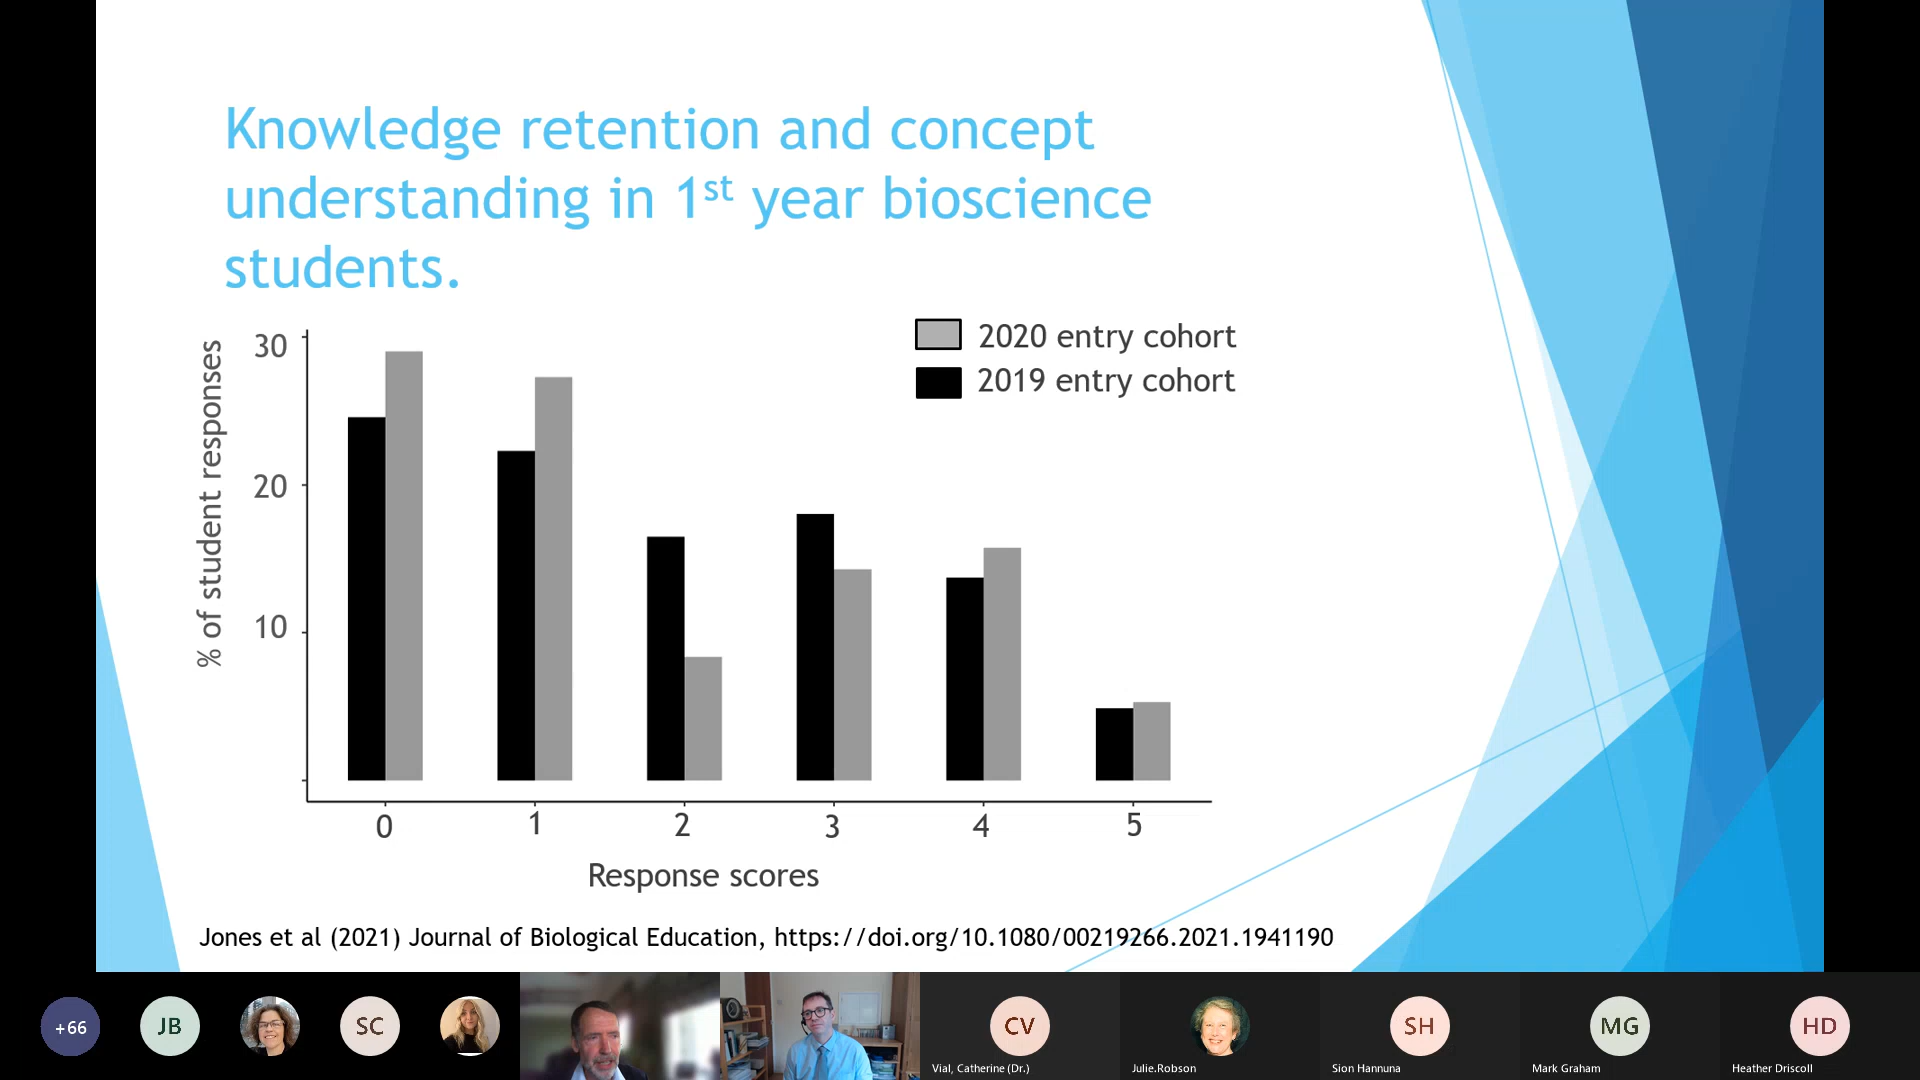 Knowledge retention and concept
understanding in 1st year bioscience
students.
2020 entry cohort
2019 entry cohort
% of student responses
30
20
10
0 1 2 3 4 5
Response scores
Jones et al (2021) Journal of Biological Education, https://doi.org/10.1080/00219266.2021.1941190
+66 JB SC CV SH MG HD
Vial, Catherine (Dr.) Julie.Robson Sion Hannuna Mark Graham Heather Driscoll